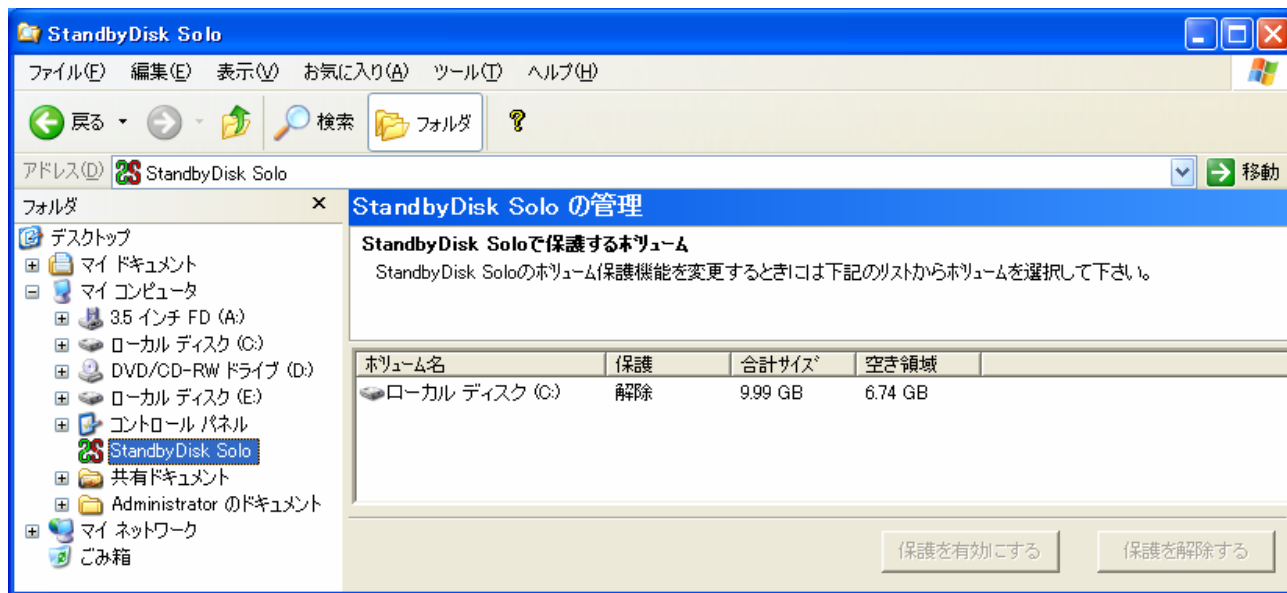 StandbyDisk Solo
ファイル(F) 編集(E) 表示(V) お気に入り(A) ツール(T) ヘルプ(H)
戻る 検索 フォルダ
アドレス(D) StandbyDisk Solo 移動
フォルダ ×
デスクトップ
マイ ドキュメント
マイ コンピュータ
3.5 インチ FD (A:)
ローカル ディスク (C:)
DVD/CD-RW ドライブ (D:)
ローカル ディスク (E:)
コントロール パネル
StandbyDisk Solo
共有ドキュメント
Administrator のドキュメント
マイ ネットワーク
ごみ箱
StandbyDisk Solo の管理
StandbyDisk Soloで保護するボリューム
StandbyDisk Soloのボリューム保護機能を変更するときには下記のリストからボリュームを選択して下さい。
ボリューム名 保護 合計サイズ 空き領域
ローカル ディスク (C:) 解除 9.99 GB 6.74 GB
保護を有効にする 保護を解除する